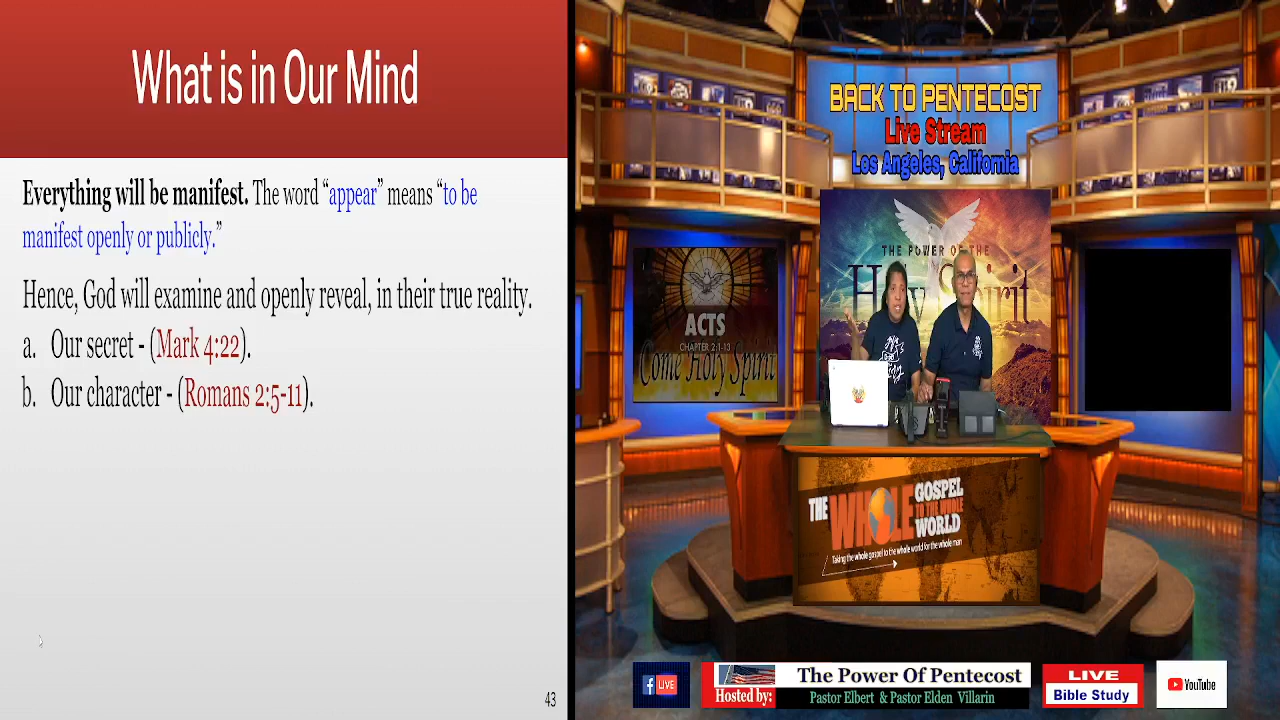 What is in Our Mind
Everything will be manifest. The word “appear” means “to be
manifest openly or publicly.”
Hence, God will examine and openly reveal, in their true reality.
a. Our secret - (Mark 4:22).
b. Our character - (Romans 2:5-11).
43
BACK TO PENTECOST
Live Stream
Los Angeles, California
THE POWER OF THE
Holy Spirit
ACTS
CHAPTER 2:1-13
Come Holy Spirit
THE WHOLE GOSPEL
TO THE WHOLE
WORLD
Taking the whole gospel to the whole world for the whole man
f LIVE
Hosted by:
The Power Of Pentecost
Pastor Elbert & Pastor Elden Villarin
LIVE
Bible Study
YouTube